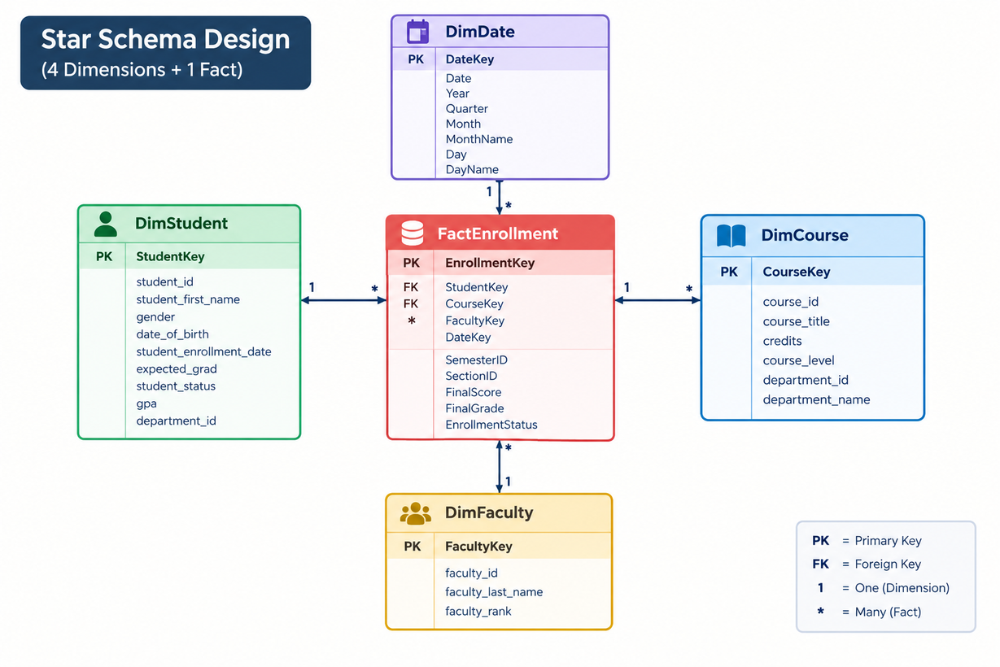 Star Schema Design
(4 Dimensions + 1 Fact)
DimDate
PK DateKey
Date
Year
Quarter
Month
MonthName
Day
DayName
1
*
DimStudent
PK StudentKey
student_id
student_first_name
gender
date_of_birth
student_enrollment_date
expected_grad
student_status
gpa
department_id
1 *
FactEnrollment
PK EnrollmentKey
FK StudentKey
FK CourseKey
* FacultyKey
DateKey
SemesterID
SectionID
FinalScore
FinalGrade
EnrollmentStatus
1 *
DimCourse
PK CourseKey
course_id
course_title
credits
course_level
department_id
department_name
*
1
DimFaculty
PK FacultyKey
faculty_id
faculty_last_name
faculty_rank
PK = Primary Key
FK = Foreign Key
1 = One (Dimension)
* = Many (Fact)